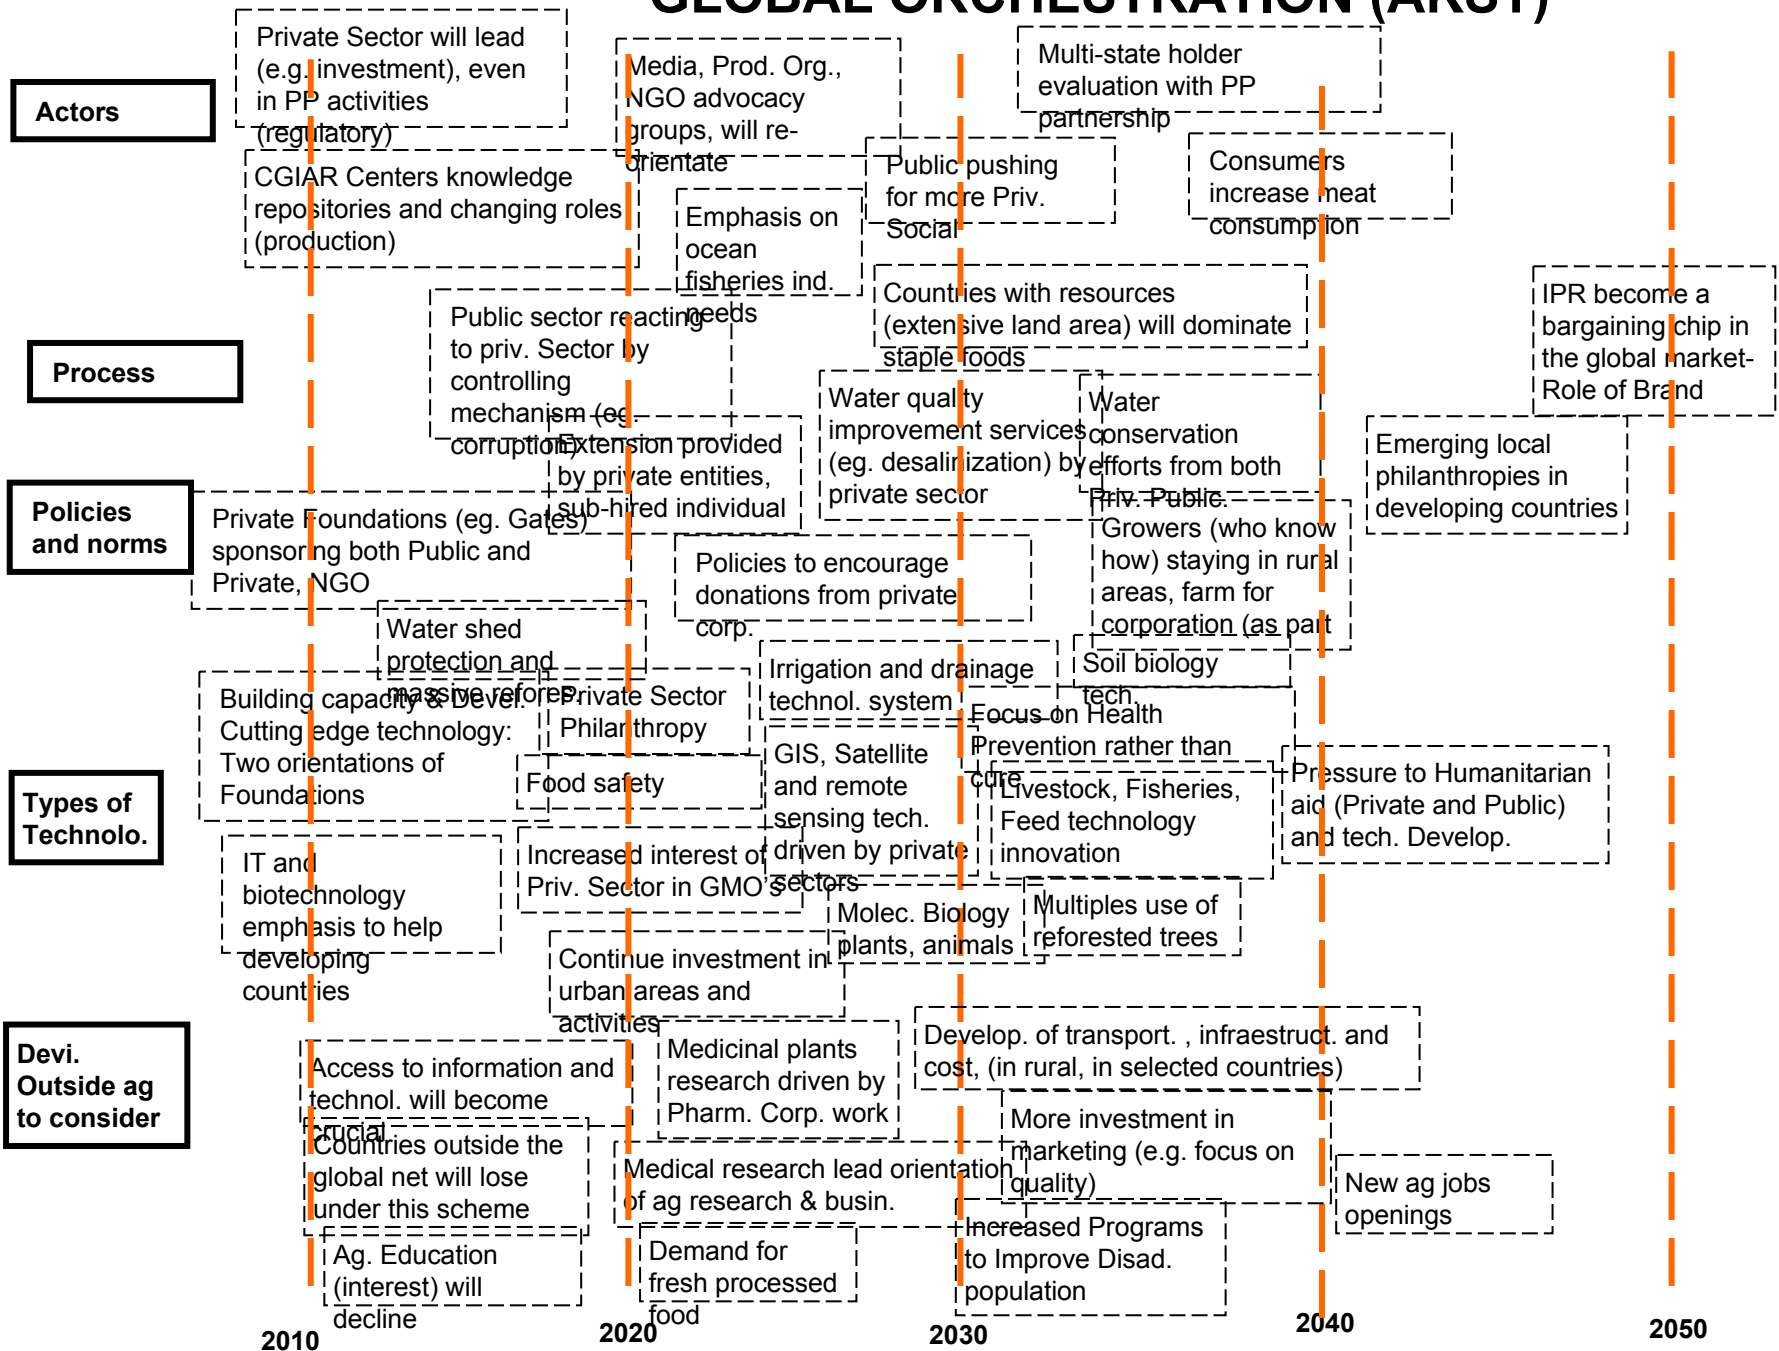 GLOBAL ORCHESTRATION (AKST)
Actors
Private Sector will lead
(e.g. investment), even
in PP activities
(regulatory)
Media, Prod. Org.,
NGO advocacy
groups, will re-
orientate
Multi-state holder
evaluation with PP
partnership
CGIAR Centers knowledge
repositories and changing roles
(production)
Emphasis on
ocean
fisheries ind.
needs
Public pushing
for more Priv.
Social
Consumers
increase meat
consumption
Process
Public sector reacting
to priv. Sector by
controlling
mechanism (eg.
corruption)
Countries with resources
(extensive land area) will dominate
staple foods
IPR become a
bargaining chip in
the global market-
Role of Brand
Extension provided
by private entities,
sub-hired individual
Water quality
improvement services
(eg. desalinization) by
private sector
Water
conservation
efforts from both
Priv. Public.
Emerging local
philanthropies in
developing countries
Policies
and norms
Private Foundations (eg. Gates)
sponsoring both Public and
Private, NGO
Policies to encourage
donations from private
corp.
Growers (who know
how) staying in rural
areas, farm for
corporation (as part
Water shed
protection and
massive refores.
Irrigation and drainage
technol. system
Soil biology
tech.
Building capacity & Devel.
Cutting edge technology:
Two orientations of
Foundations
Private Sector
Philanthropy
Focus on Health
Prevention rather than
cure
Types of
Technolo.
Food safety
GIS, Satellite
and remote
sensing tech.
driven by private
sectors
Livestock, Fisheries,
Feed technology
innovation
Pressure to Humanitarian
aid (Private and Public)
and tech. Develop.
IT and
biotechnology
emphasis to help
developing
countries
Increased interest of
Priv. Sector in GMO's
Molec. Biology
plants, animals
Multiples use of
reforested trees
Continue investment in
urban areas and
activities
Devi.
Outside ag
to consider
Access to information and
technol. will become
crucial
Medicinal plants
research driven by
Pharm. Corp. work
Develop. of transport. , infraestruct. and
cost, (in rural, in selected countries)
Countries outside the
global net will lose
under this scheme
Medical research lead orientation
of ag research & busin.
More investment in
marketing (e.g. focus on
quality)
New ag jobs
openings
Ag. Education
(interest) will
decline
Demand for
fresh processed
food
Increased Programs
to Improve Disad.
population
2010
2020
2030
2040
2050